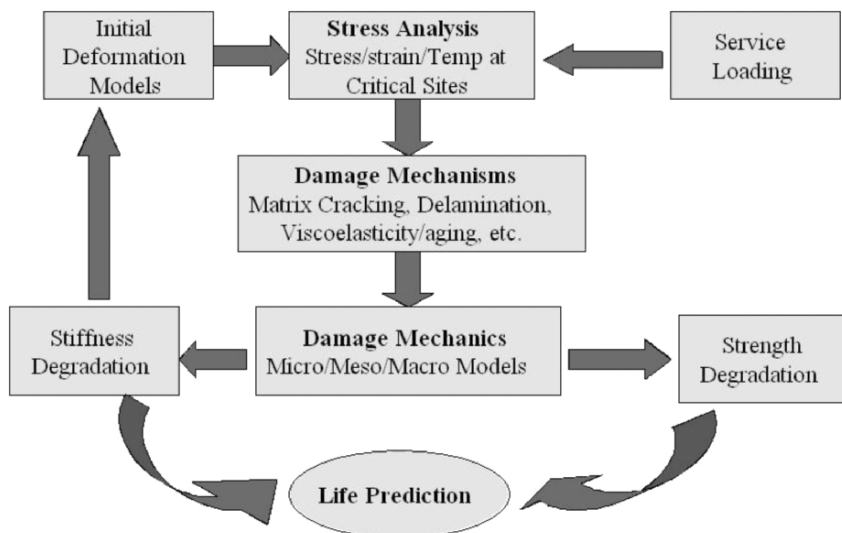 Initial
Deformation
Models
Stress Analysis
Stress/strain/Temp at
Critical Sites
Service
Loading
Damage Mechanisms
Matrix Cracking, Delamination,
Viscoelasticity/aging, etc.
Stiffness
Degradation
Damage Mechanics
Micro/Meso/Macro Models
Strength
Degradation
Life Prediction